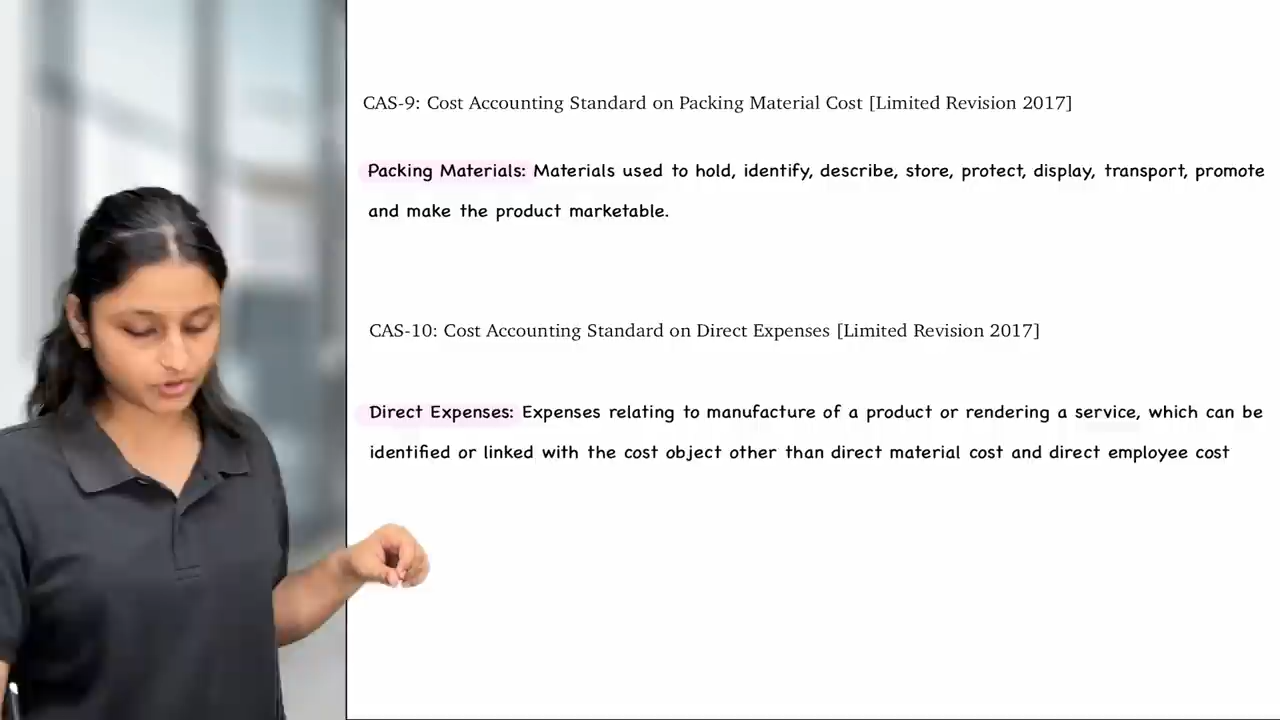 CAS-9: Cost Accounting Standard on Packing Material Cost [Limited Revision 2017]
Packing Materials: Materials used to hold, identify, describe, store, protect, display, transport, promote
and make the product marketable.
CAS-10: Cost Accounting Standard on Direct Expenses [Limited Revision 2017]
Direct Expenses: Expenses relating to manufacture of a product or rendering a service, which can be
identified or linked with the cost object other than direct material cost and direct employee cost